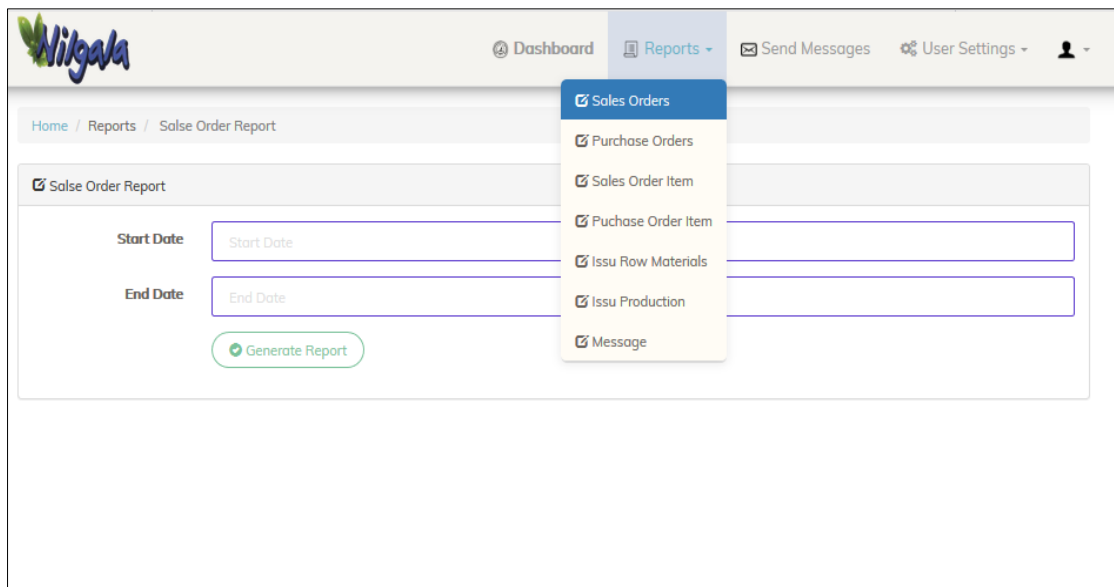 Nilgala
Dashboard Reports Send Messages User Settings
Sales Orders
Purchase Orders
Sales Order Item
Puchase Order Item
Issu Row Materials
Issu Production
Message
Home / Reports / Salse Order Report
Salse Order Report
Start Date Start Date
End Date End Date
Generate Report